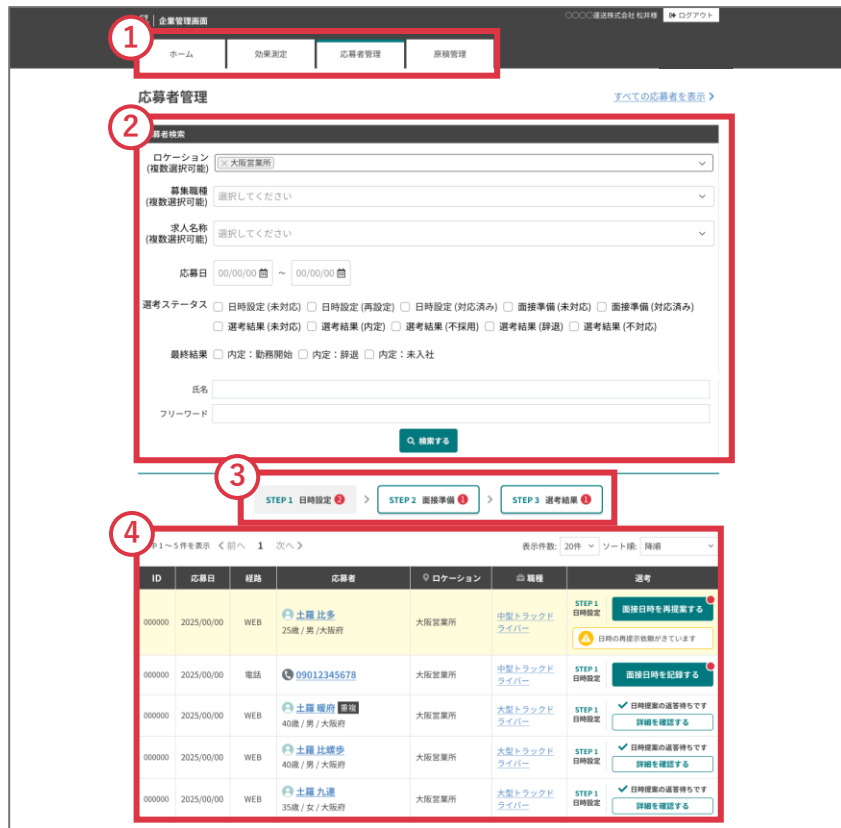 企業管理画面
〇〇〇〇運送株式会社 松井様 ログアウト
①
ホーム 効果測定 応募者管理 原稿管理
応募者管理 すべての応募者を表示
②
募者検索
ロケーション
(複数選択可能) × 大阪営業所
募集職種
(複数選択可能) 選択してください
求人名称
(複数選択可能) 選択してください
応募日 00/00/00 ~ 00/00/00
選考ステータス 日時設定 (未対応) 日時設定 (再設定) 日時設定 (対応済み) 面接準備 (未対応) 面接準備 (対応済み)
選考結果 (未対応) 選考結果 (内定) 選考結果 (不採用) 選考結果 (辞退) 選考結果 (不対応)
最終結果 内定：勤務開始 内定：辞退 内定：未入社
氏名
フリーワード
検索する
③
STEP 1 日時設定 2 > STEP 2 面接準備 1 > STEP 3 選考結果 1
④
中 1～5 件を表示 前へ 1 次へ 表示件数: 20件 ソート順: 降順
ID 応募日 経路 応募者 ロケーション 職種 選考
000000 2025/00/00 WEB 土羅 比多 25歳 / 男 / 大阪府 大阪営業所 中型トラックドライバー STEP 1 日時設定 面接日時を再提案する
日時の再提示依頼がきています
000000 2025/00/00 電話 09012345678 大阪営業所 中型トラックドライバー STEP 1 日時設定 面接日時を記録する
000000 2025/00/00 WEB 土羅 暖府 重複 40歳 / 男 / 大阪府 大阪営業所 大型トラックドライバー STEP 1 日時設定 日時提案の返答待ちです 詳細を確認する
000000 2025/00/00 WEB 土羅 比螺歩 40歳 / 男 / 大阪府 大阪営業所 大型トラックドライバー STEP 1 日時設定 日時提案の返答待ちです 詳細を確認する
000000 2025/00/00 WEB 土羅 九連 35歳 / 女 / 大阪府 大阪営業所 大型トラックドライバー STEP 1 日時設定 日時提案の返答待ちです 詳細を確認する